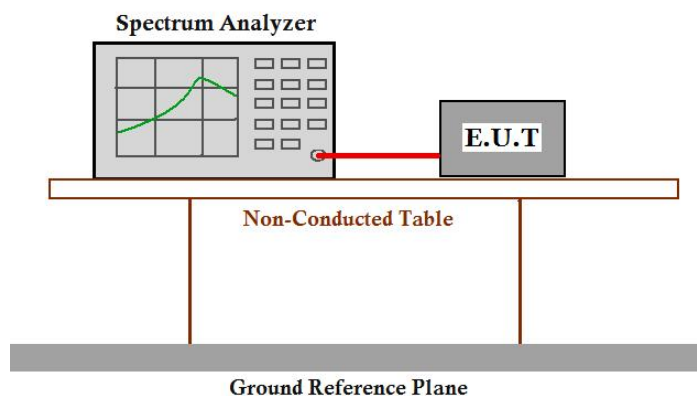 Spectrum Analyzer
E.U.T
Non-Conducted Table
Ground Reference Plane